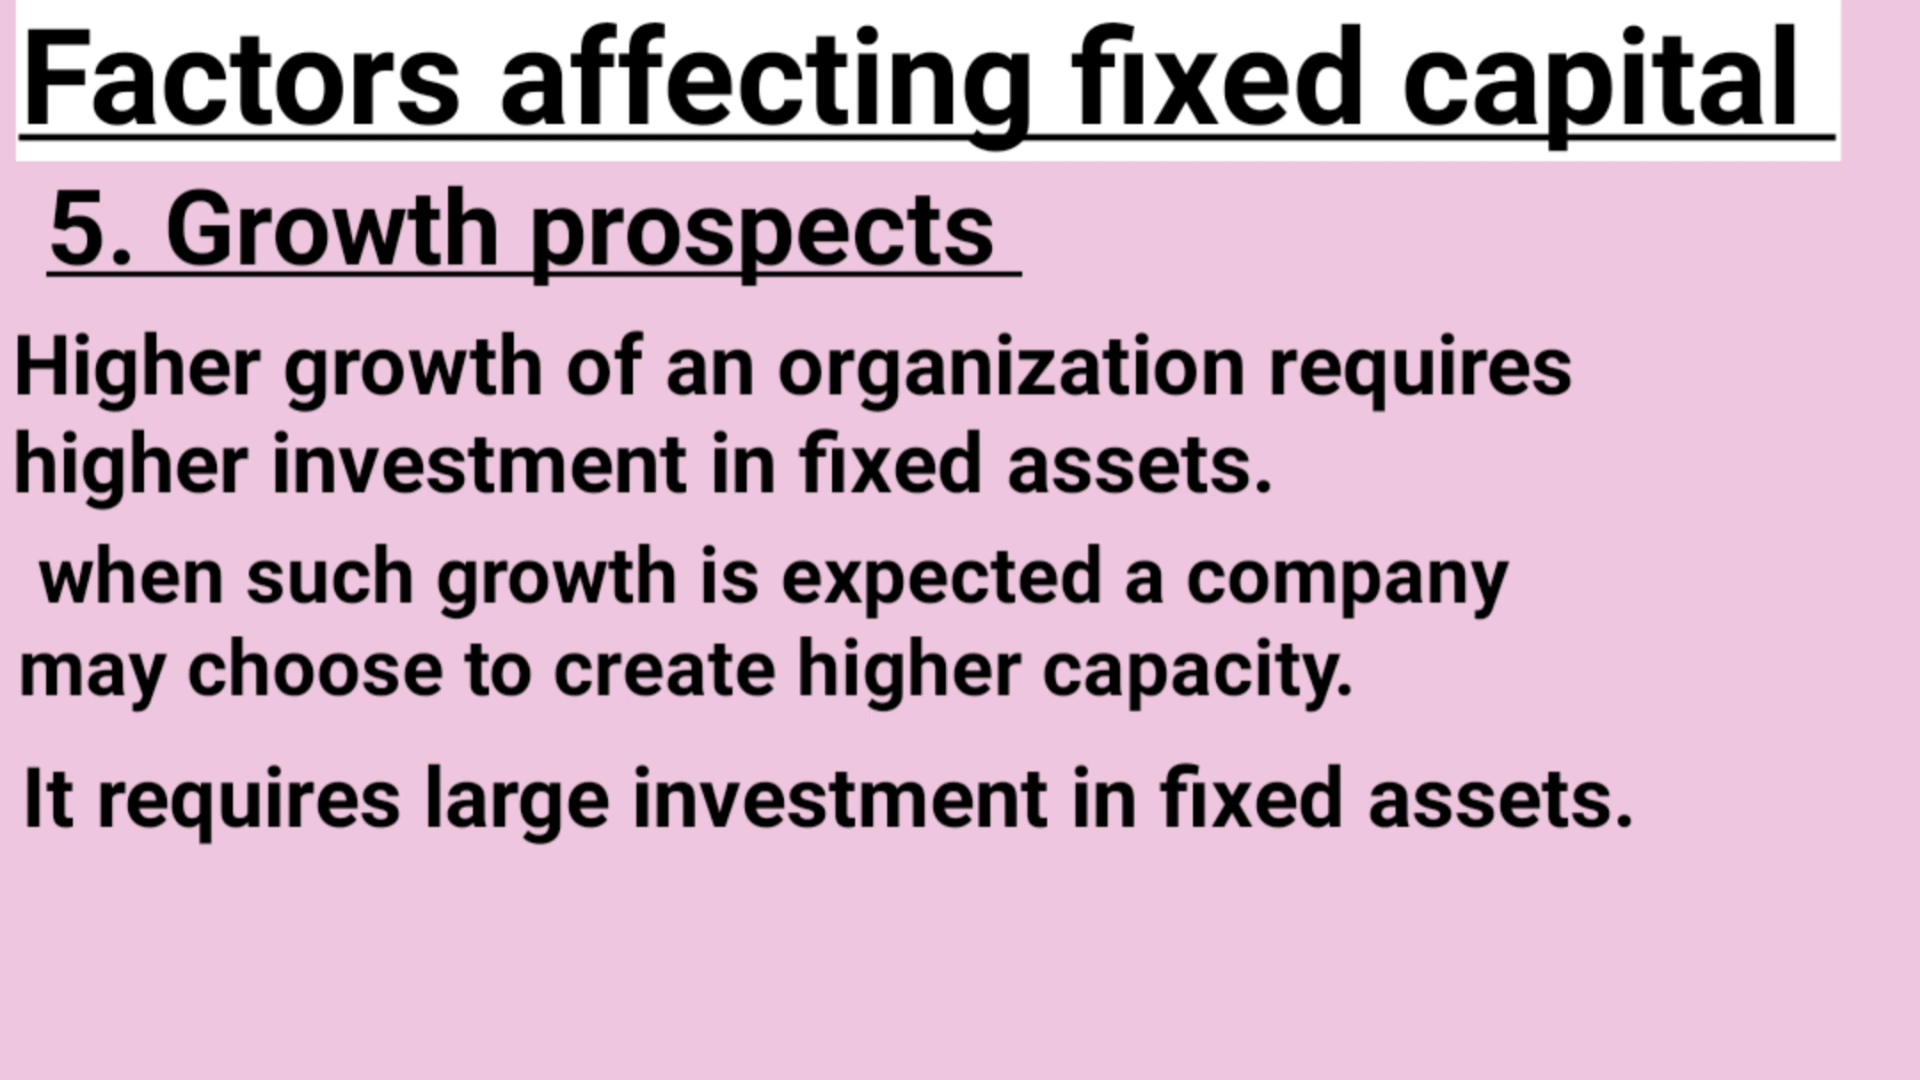 Factors affecting fixed capital
5. Growth prospects
Higher growth of an organization requires
higher investment in fixed assets.
when such growth is expected a company
may choose to create higher capacity.
It requires large investment in fixed assets.